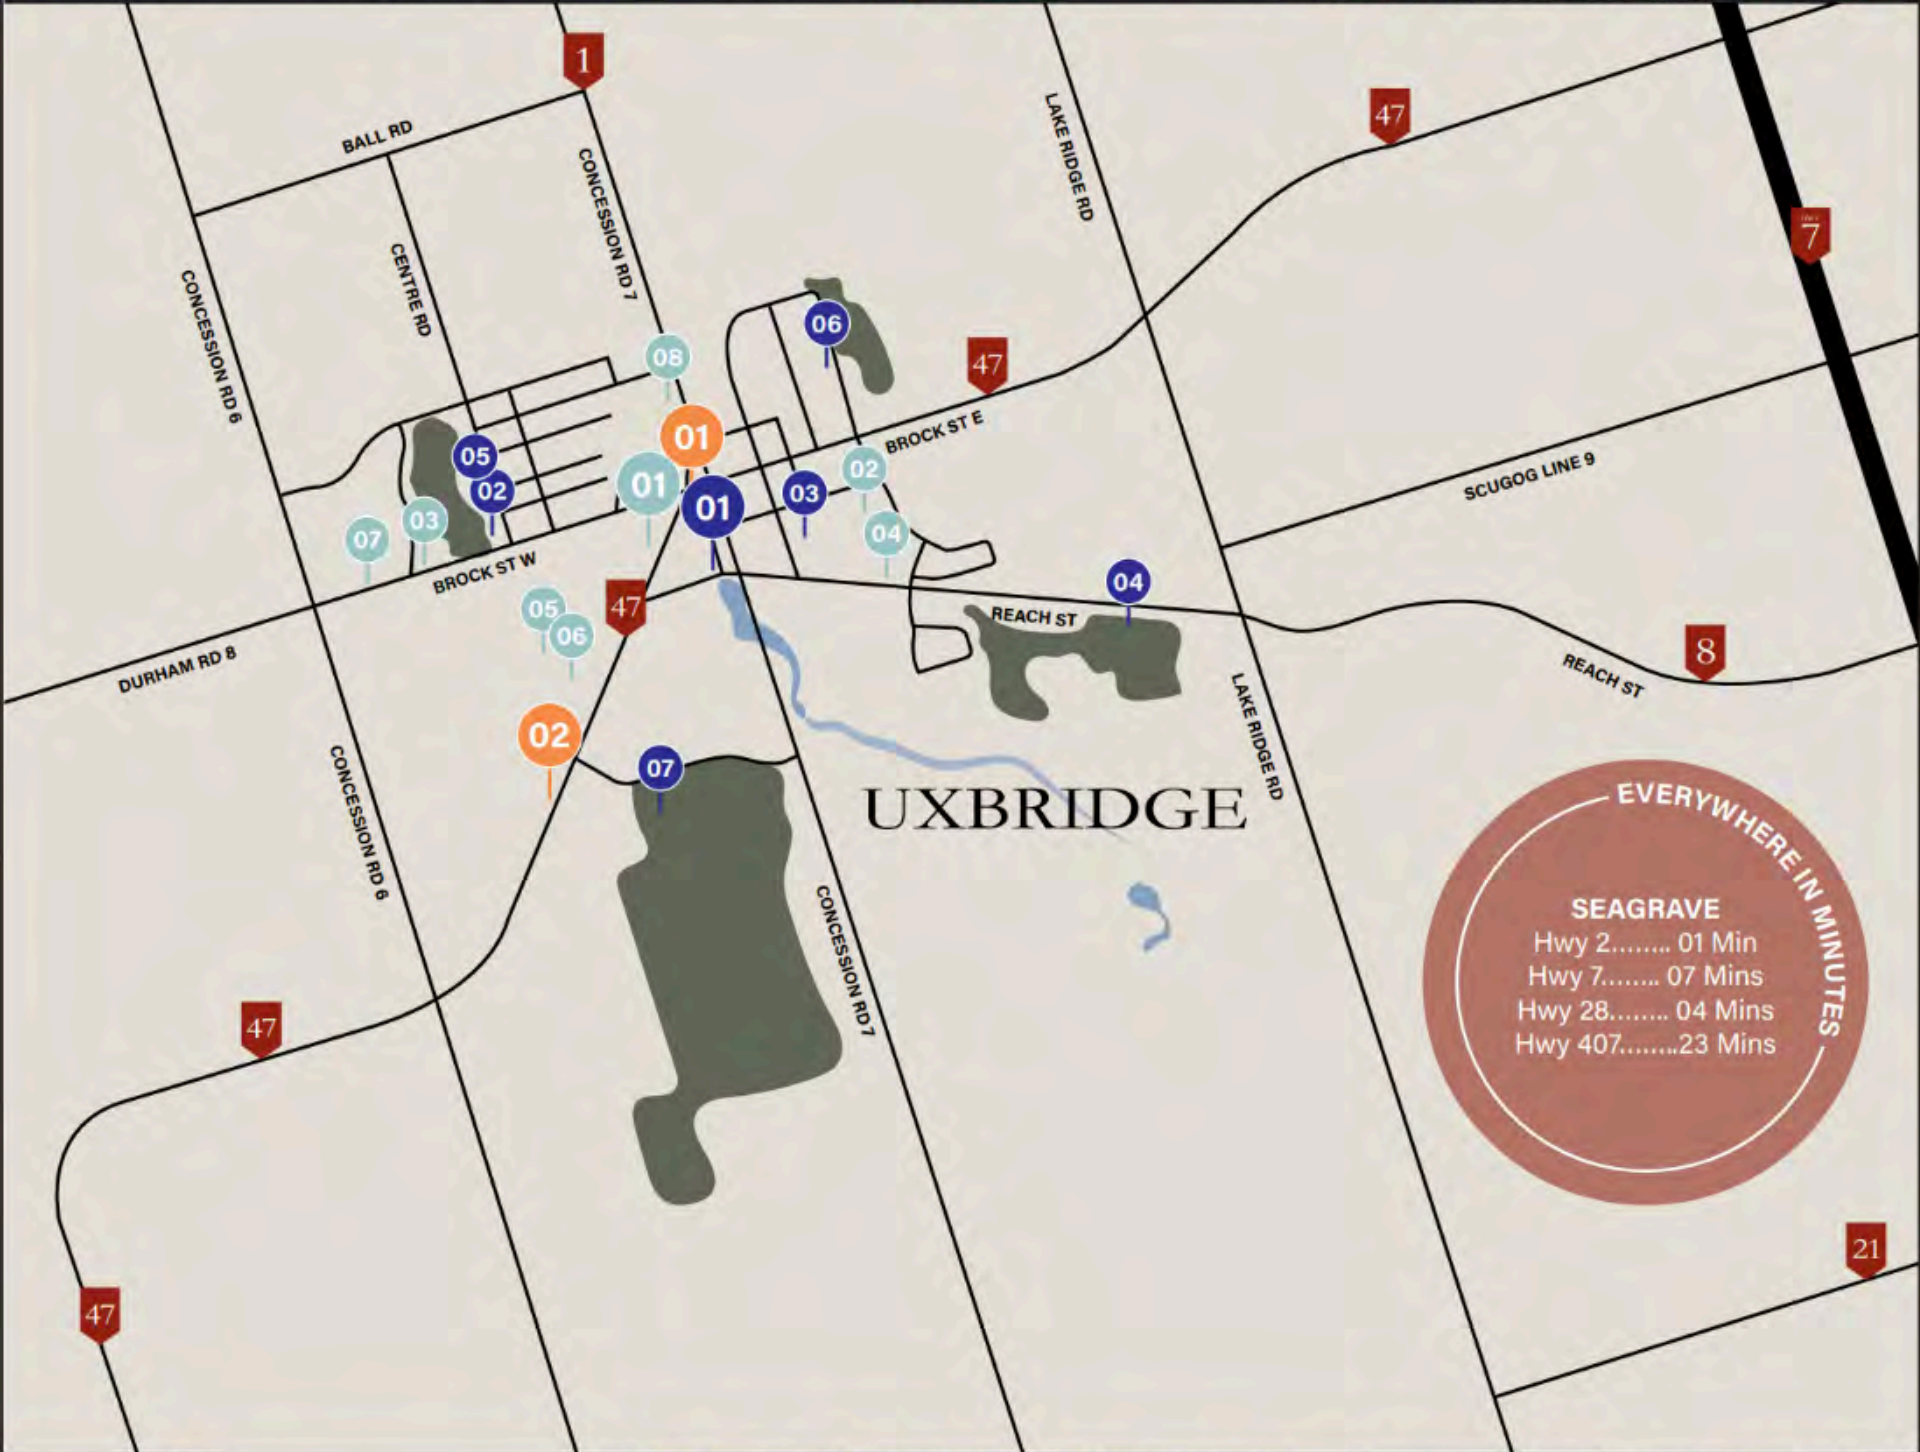 1
47
BALL RD
LAKE RIDGE RD
CONCESSION RD 7
7
CENTRE RD
CONCESSION RD 6
06
08
47
01
BROCK ST E
05
02
01
02
03
01
SCUGOG LINE 9
03
04
07
BROCK ST W
04
05
47
REACH ST
06
DURHAM RD 8
8
REACH ST
LAKE RIDGE RD
02
07
CONCESSION RD 6
UXBRIDGE
EVERYWHERE IN MINUTES
SEAGRAVE
Hwy 2........ 01 Min
Hwy 7........ 07 Mins
Hwy 28........ 04 Mins
Hwy 407........23 Mins
CONCESSION RD 7
47
21
47